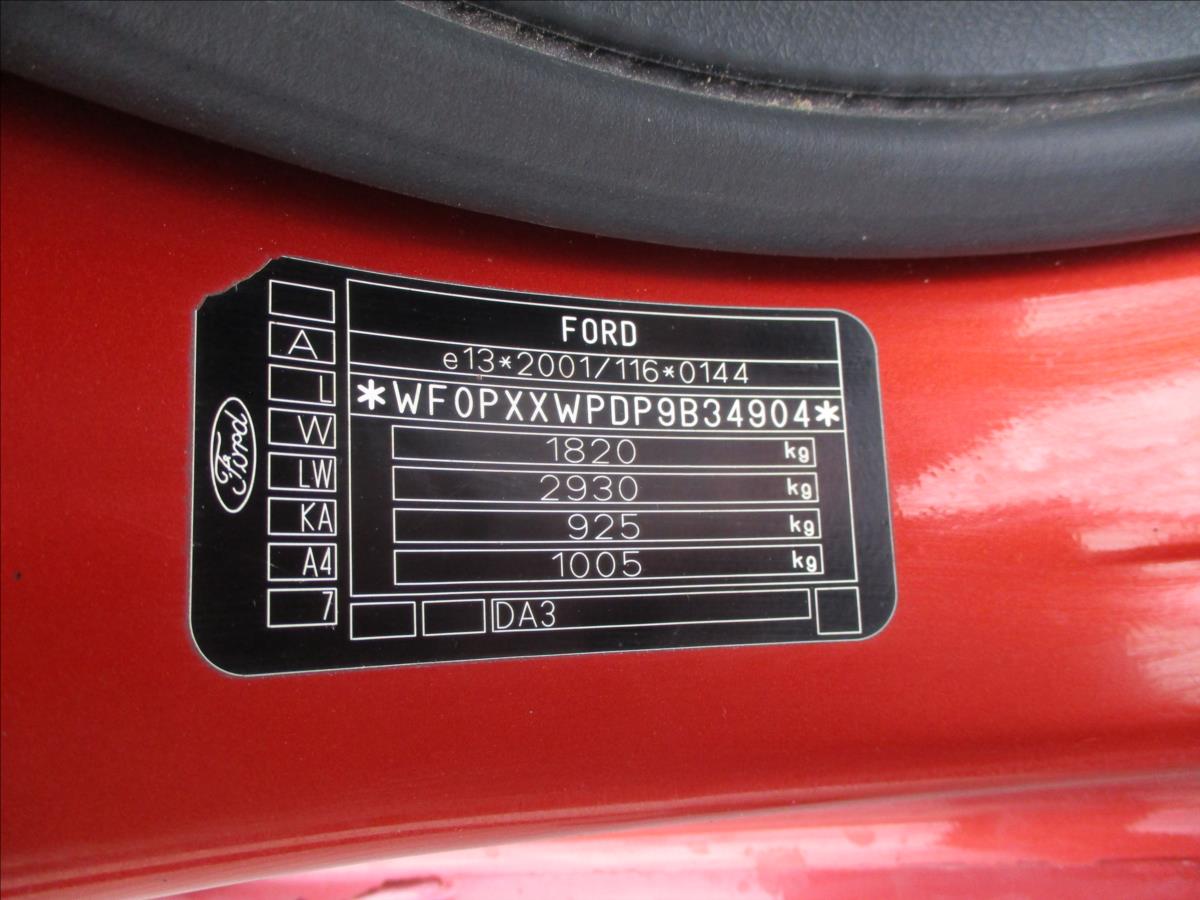 FORD
e13*2001/116*0144
*WF0PXXWPDP9B34904*
1820 kg
2930 kg
925 kg
1005 kg
DA3
A
L
W
LW
KA
A4
7
Ford